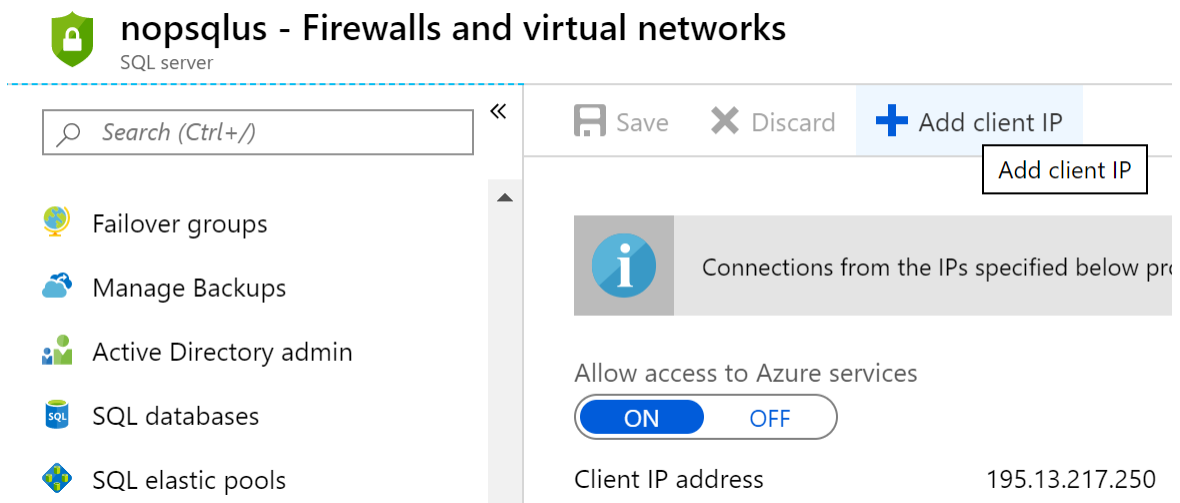 nopsqlus - Firewalls and virtual networks
SQL server
Search (Ctrl+/)
Failover groups
Manage Backups
Active Directory admin
SQL databases
SQL
SQL elastic pools
Save
Discard
Add client IP
Add client IP
Connections from the IPs specified below
Allow access to Azure services
ON OFF
Client IP address 195.13.217.250